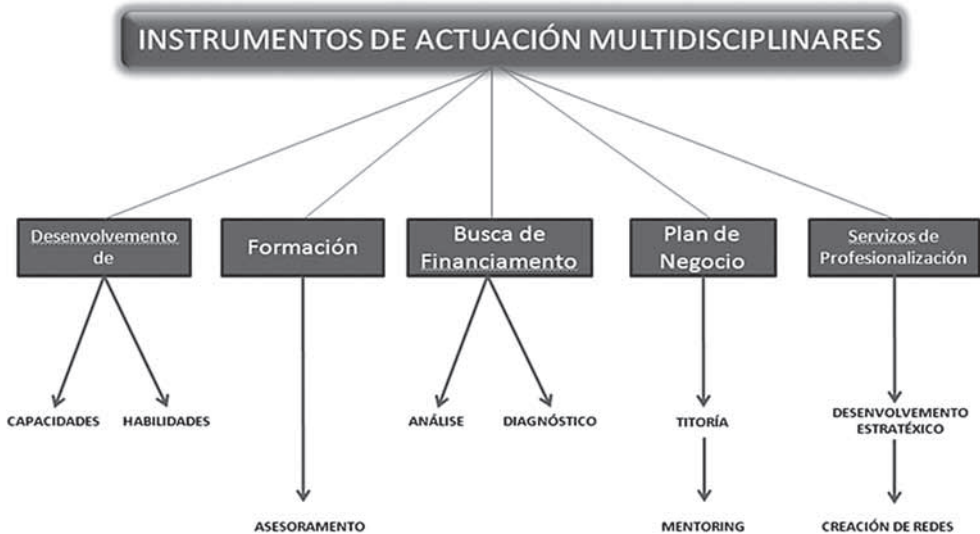 INSTRUMENTOS DE ACTUACIÓN MULTIDISCIPLINARES
Desenvolvemento
de
Formación
Busca de
Financiamento
Plan de
Negocio
Servizos de
Profesionalización
CAPACIDADES
HABILIDADES
ANÁLISE
DIAGNÓSTICO
TITORÍA
DESENVOLVEMENTO
ESTRATÉXICO
ASESORAMENTO
MENTORING
CREACIÓN DE REDES